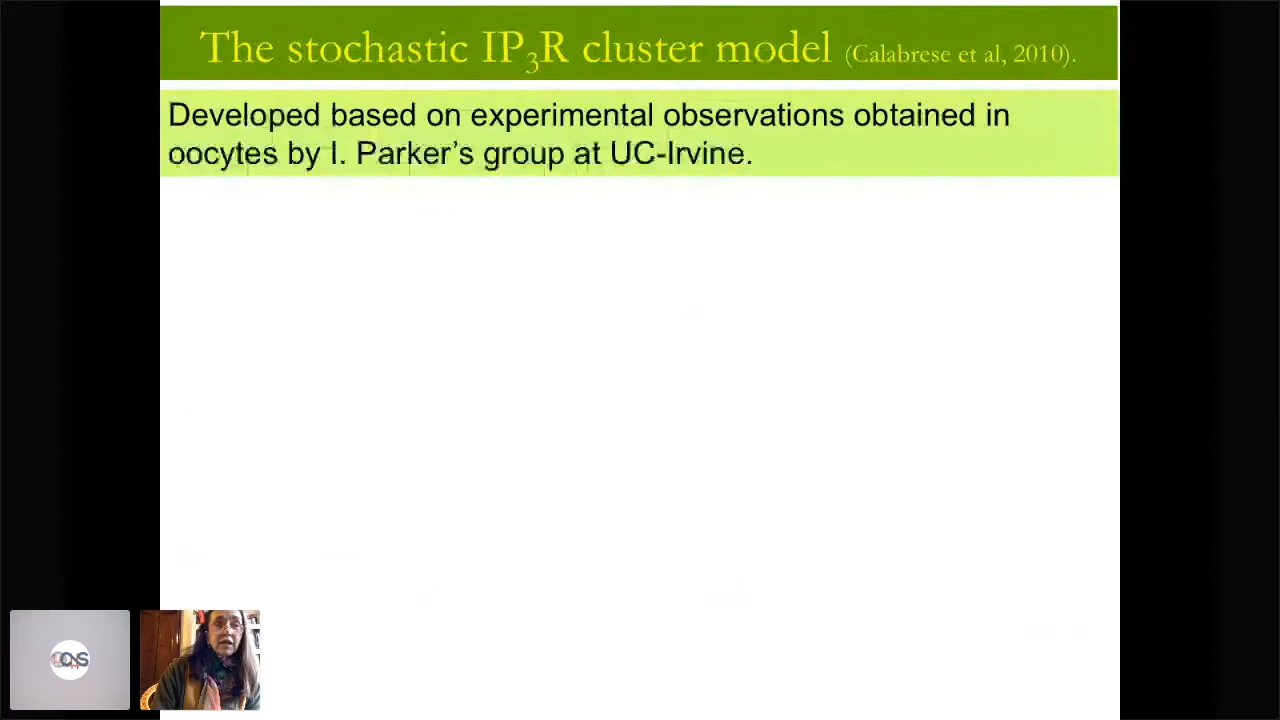 The stochastic IP₃R cluster model (Calabrese et al, 2010).
Developed based on experimental observations obtained in
oocytes by I. Parker’s group at UC-Irvine.